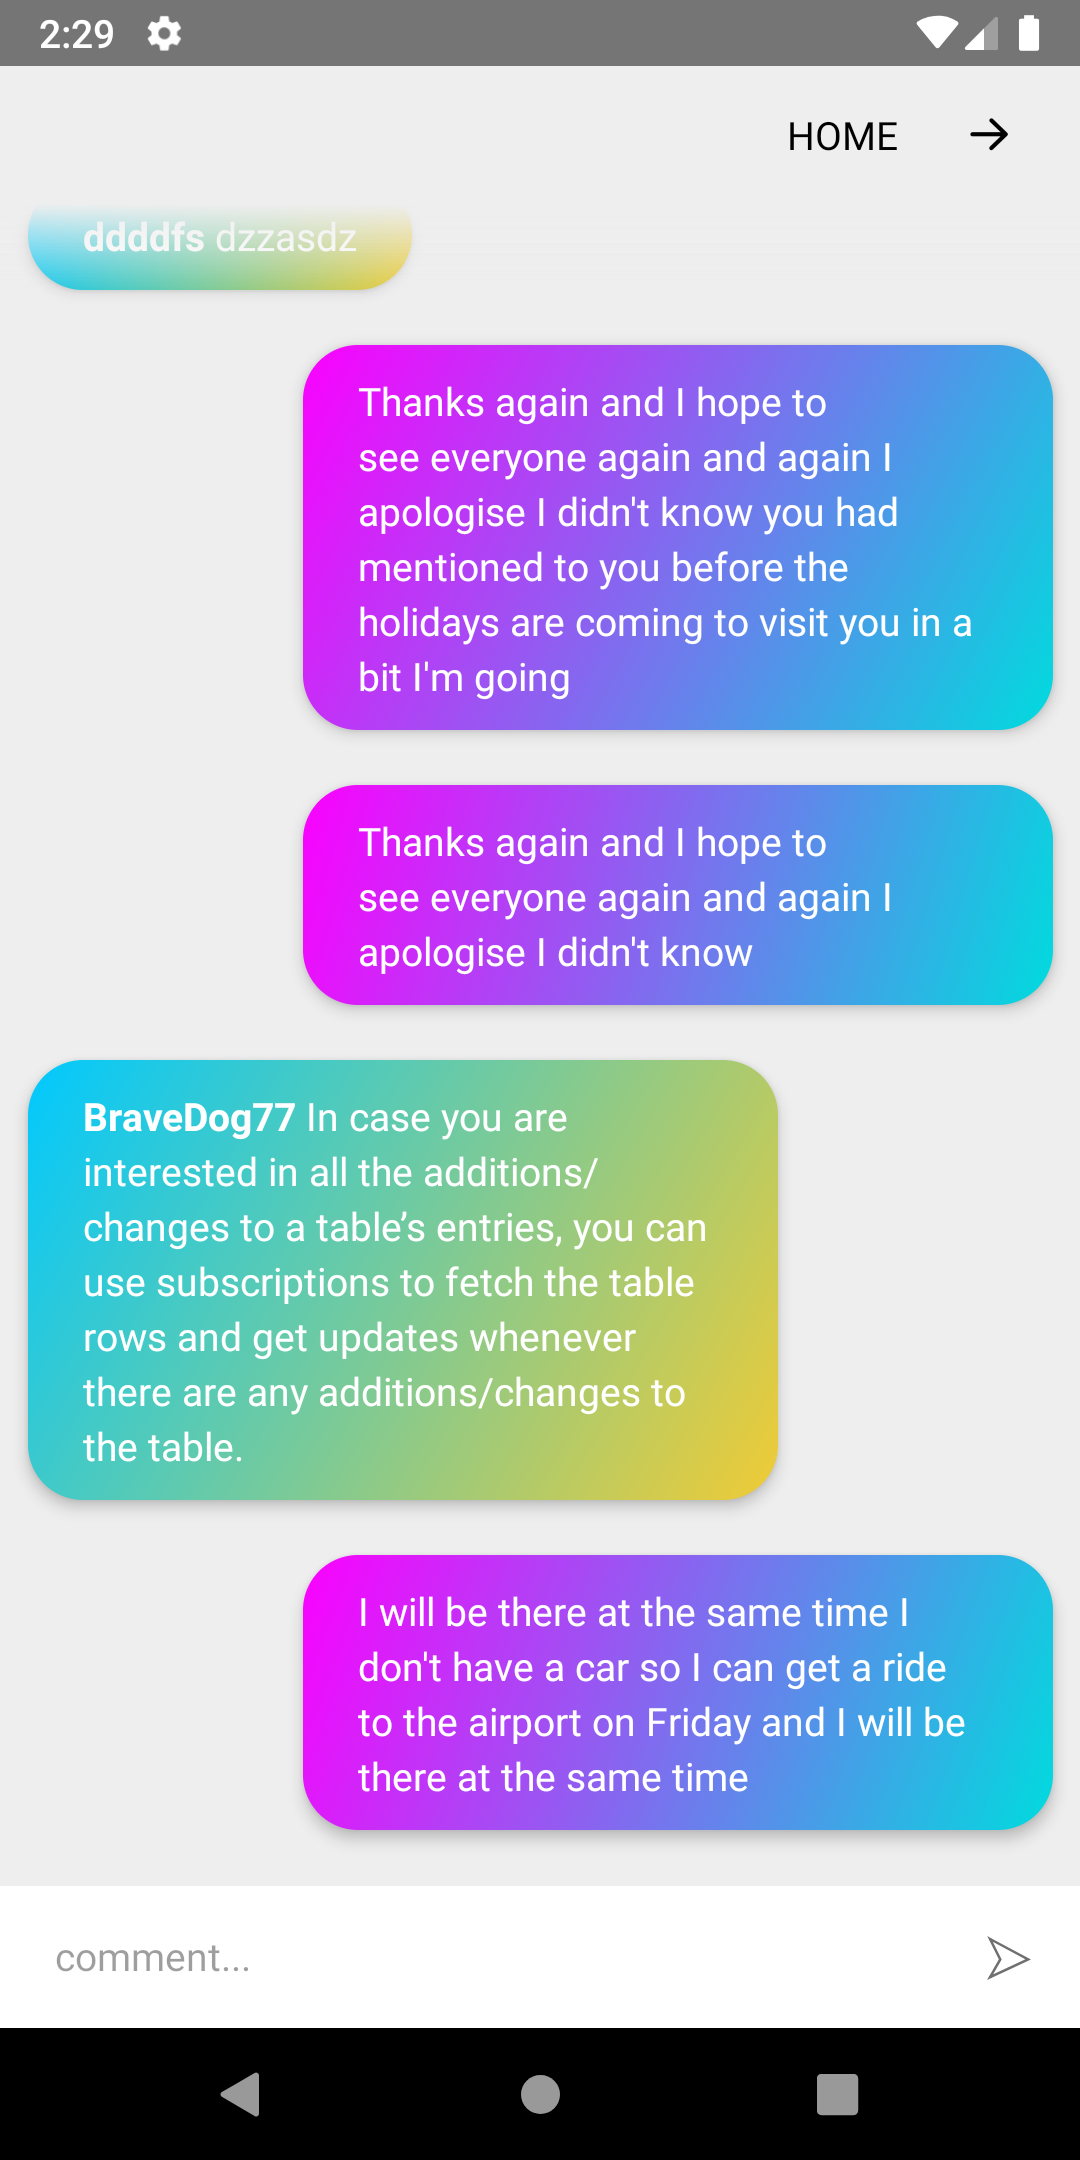 2:29
HOME
ddddfs dzzasdz
Thanks again and I hope to
see everyone again and again I
apologise I didn't know you had
mentioned to you before the
holidays are coming to visit you in a
bit I'm going
Thanks again and I hope to
see everyone again and again I
apologise I didn't know
BraveDog77 In case you are
interested in all the additions/
changes to a table’s entries, you can
use subscriptions to fetch the table
rows and get updates whenever
there are any additions/changes to
the table.
I will be there at the same time I
don't have a car so I can get a ride
to the airport on Friday and I will be
there at the same time
comment...